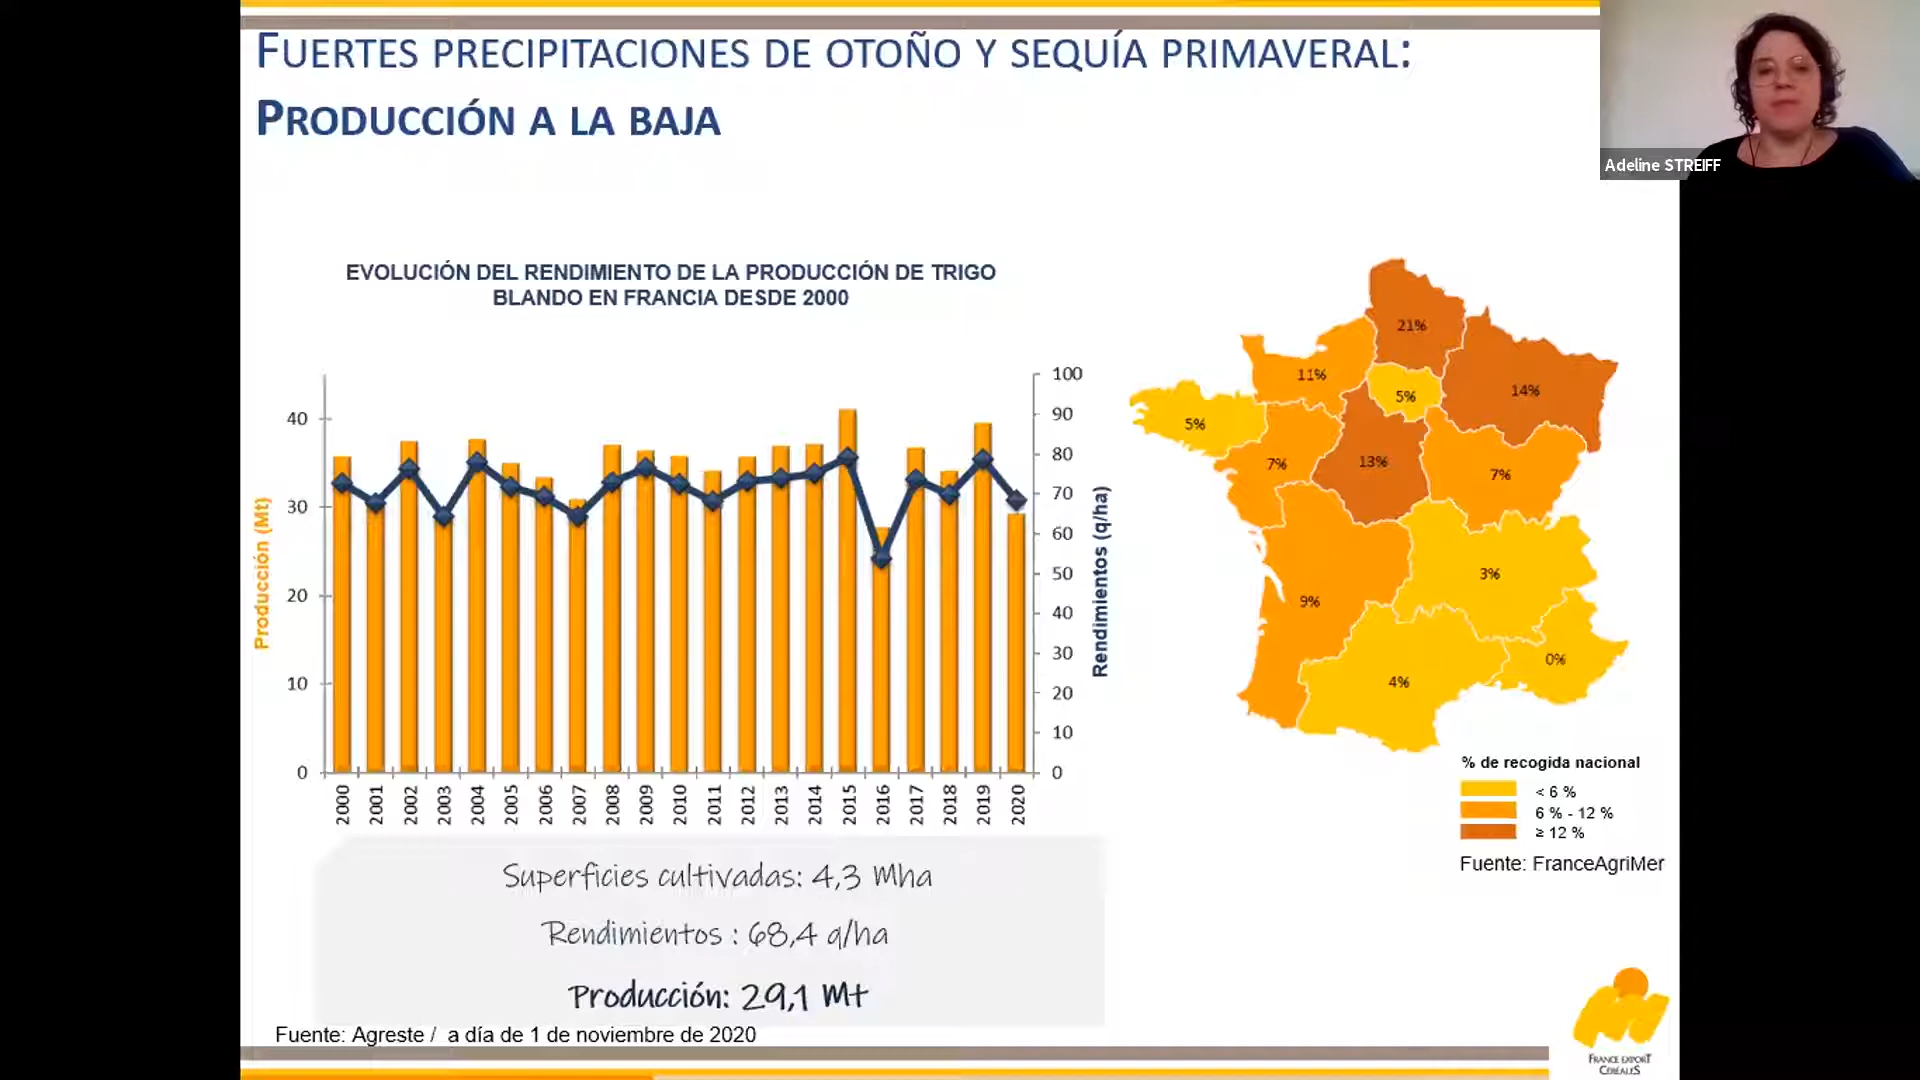 FUERTES PRECIPITACIONES DE OTOÑO Y SEQUÍA PRIMAVERAL:
PRODUCCIÓN A LA BAJA
Adeline STREIFF
EVOLUCIÓN DEL RENDIMIENTO DE LA PRODUCCIÓN DE TRIGO
BLANDO EN FRANCIA DESDE 2000
Producción (Mt)
40
30
20
10
0
100
90
80
70
60
50
40
30
20
10
0
Rendimientos (q/ha)
2000 2001 2002 2003 2004 2005 2006 2007 2008 2009 2010 2011 2012 2013 2014 2015 2016 2017 2018 2019 2020
21%
11%
5%
14%
5%
7%
13%
7%
3%
9%
0%
4%
% de recogida nacional
< 6 %
6 % - 12 %
≥ 12 %
Fuente: FranceAgriMer
Superficies cultivadas: 4,3 Mha
Rendimientos : 68,4 q/ha
Producción: 29,1 Mt
Fuente: Agreste / a día de 1 de noviembre de 2020
FRANCE EXPORT
CÉRÉALES